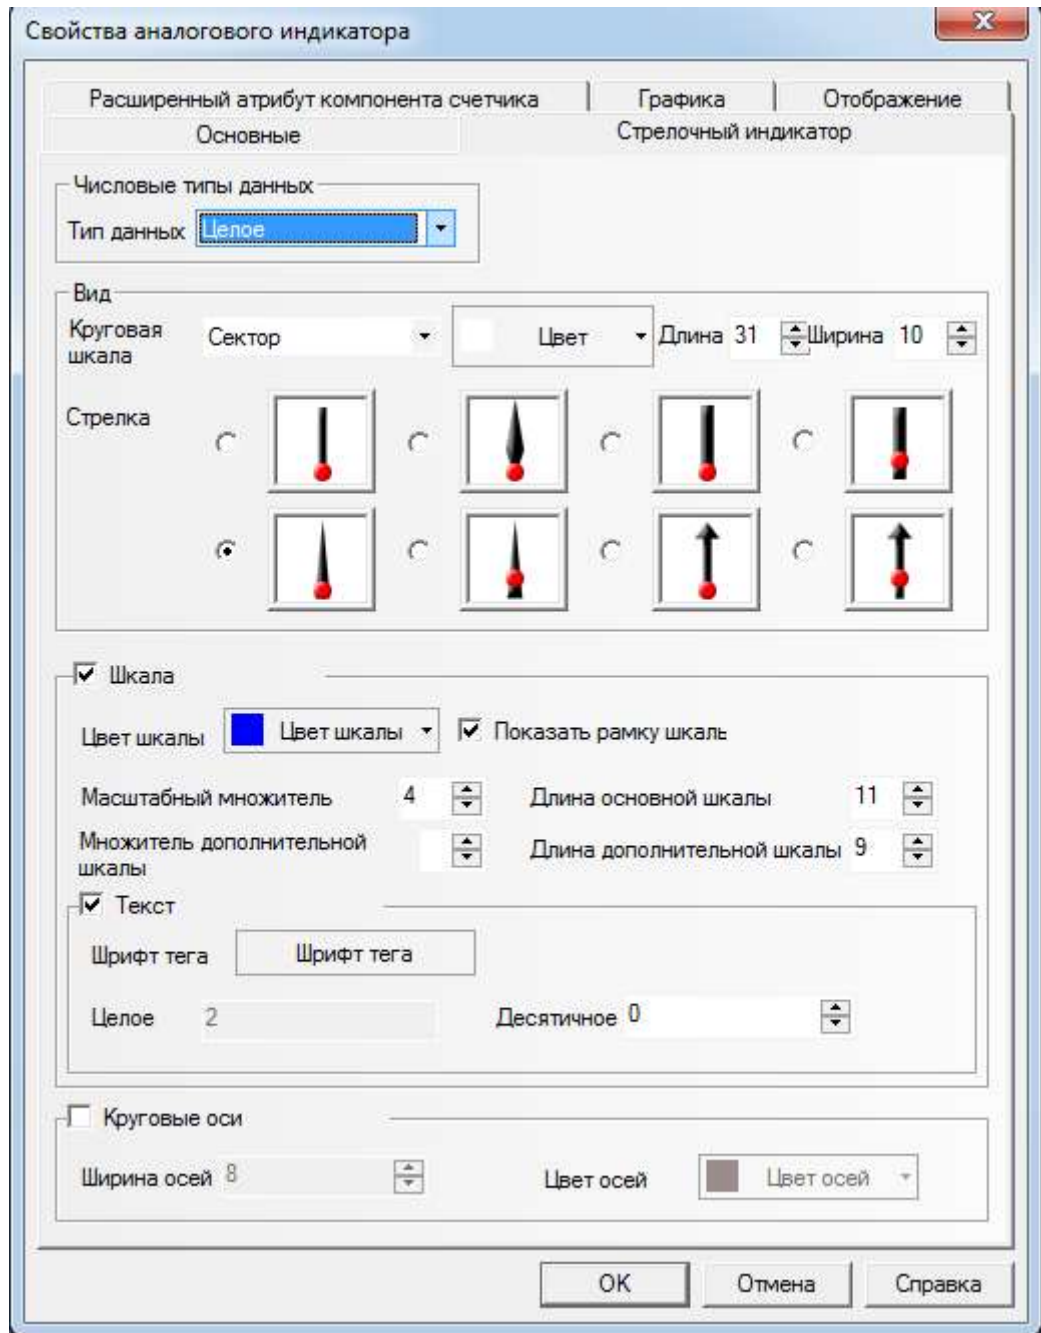 Свойства аналогового индикатора
Расширенный атрибут компонента счетчика Графика Отображение
Основные Стрелочный индикатор
Числовые типы данных
Тип данных Целое
Вид
Круговая
шкала
Сектор Цвет Длина 31 Ширина 10
Стрелка
Шкала
Цвет шкалы Цвет шкалы Показать рамку шкалы
Масштабный множитель 4 Длина основной шкалы 11
Множитель дополнительной
шкалы
Длина дополнительной шкалы 9
Текст
Шрифт тега Шрифт тега
Целое 2 Десятичное 0
Круговые оси
Ширина осей 8 Цвет осей Цвет осей
OK Отмена Справка